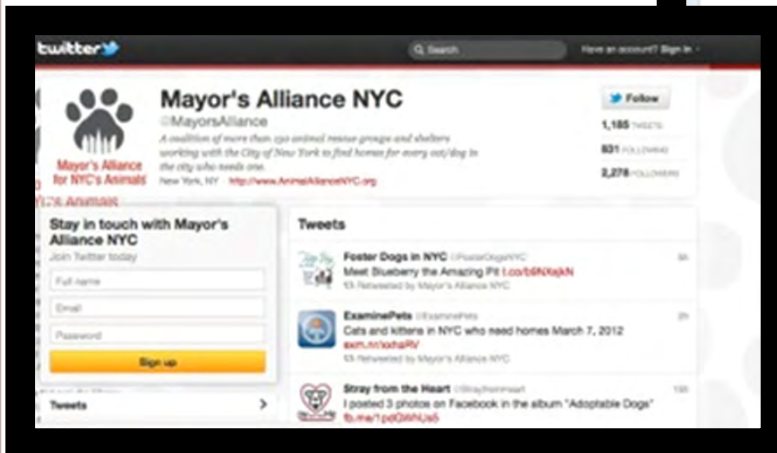 twitter
Search
Have an account? Sign in
Mayor's Alliance NYC
@MayorsAlliance
A coalition of more than 150 animal rescue groups and shelters
working with the City of New York to find homes for every cat/dog in
the city who needs one.
New York, NY · http://www.AnimalAllianceNYC.org
Follow
1,185 TWEETS
831 FOLLOWING
2,278 FOLLOWERS
Mayor's Alliance
for NYC's Animals
Stay in touch with Mayor's
Alliance NYC
Join Twitter today
Full name
Email
Password
Sign up
Tweets
Tweets
Foster Dogs in NYC @FosterDogsNYC
Meet Blueberry the Amazing Pit
Retweeted by Mayor's Alliance NYC
ExaminePets @ExaminePets
Cats and kittens in NYC who need homes March 7, 2012
Retweeted by Mayor's Alliance NYC
Stray from the Heart @Strayfromheart
I posted 3 photos on Facebook in the album "Adoptable Dogs"